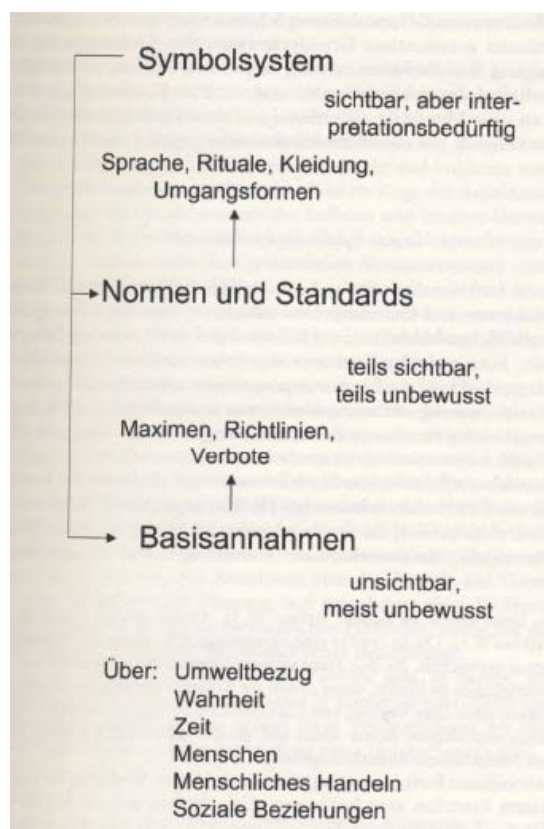 Symbolsystem
sichtbar, aber inter-
pretationsbedürftig
Sprache, Rituale, Kleidung,
Umgangsformen
Normen und Standards
teils sichtbar,
teils unbewusst
Maximen, Richtlinien,
Verbote
Basisannahmen
unsichtbar,
meist unbewusst
Über: Umweltbezug
Wahrheit
Zeit
Menschen
Menschliches Handeln
Soziale Beziehungen